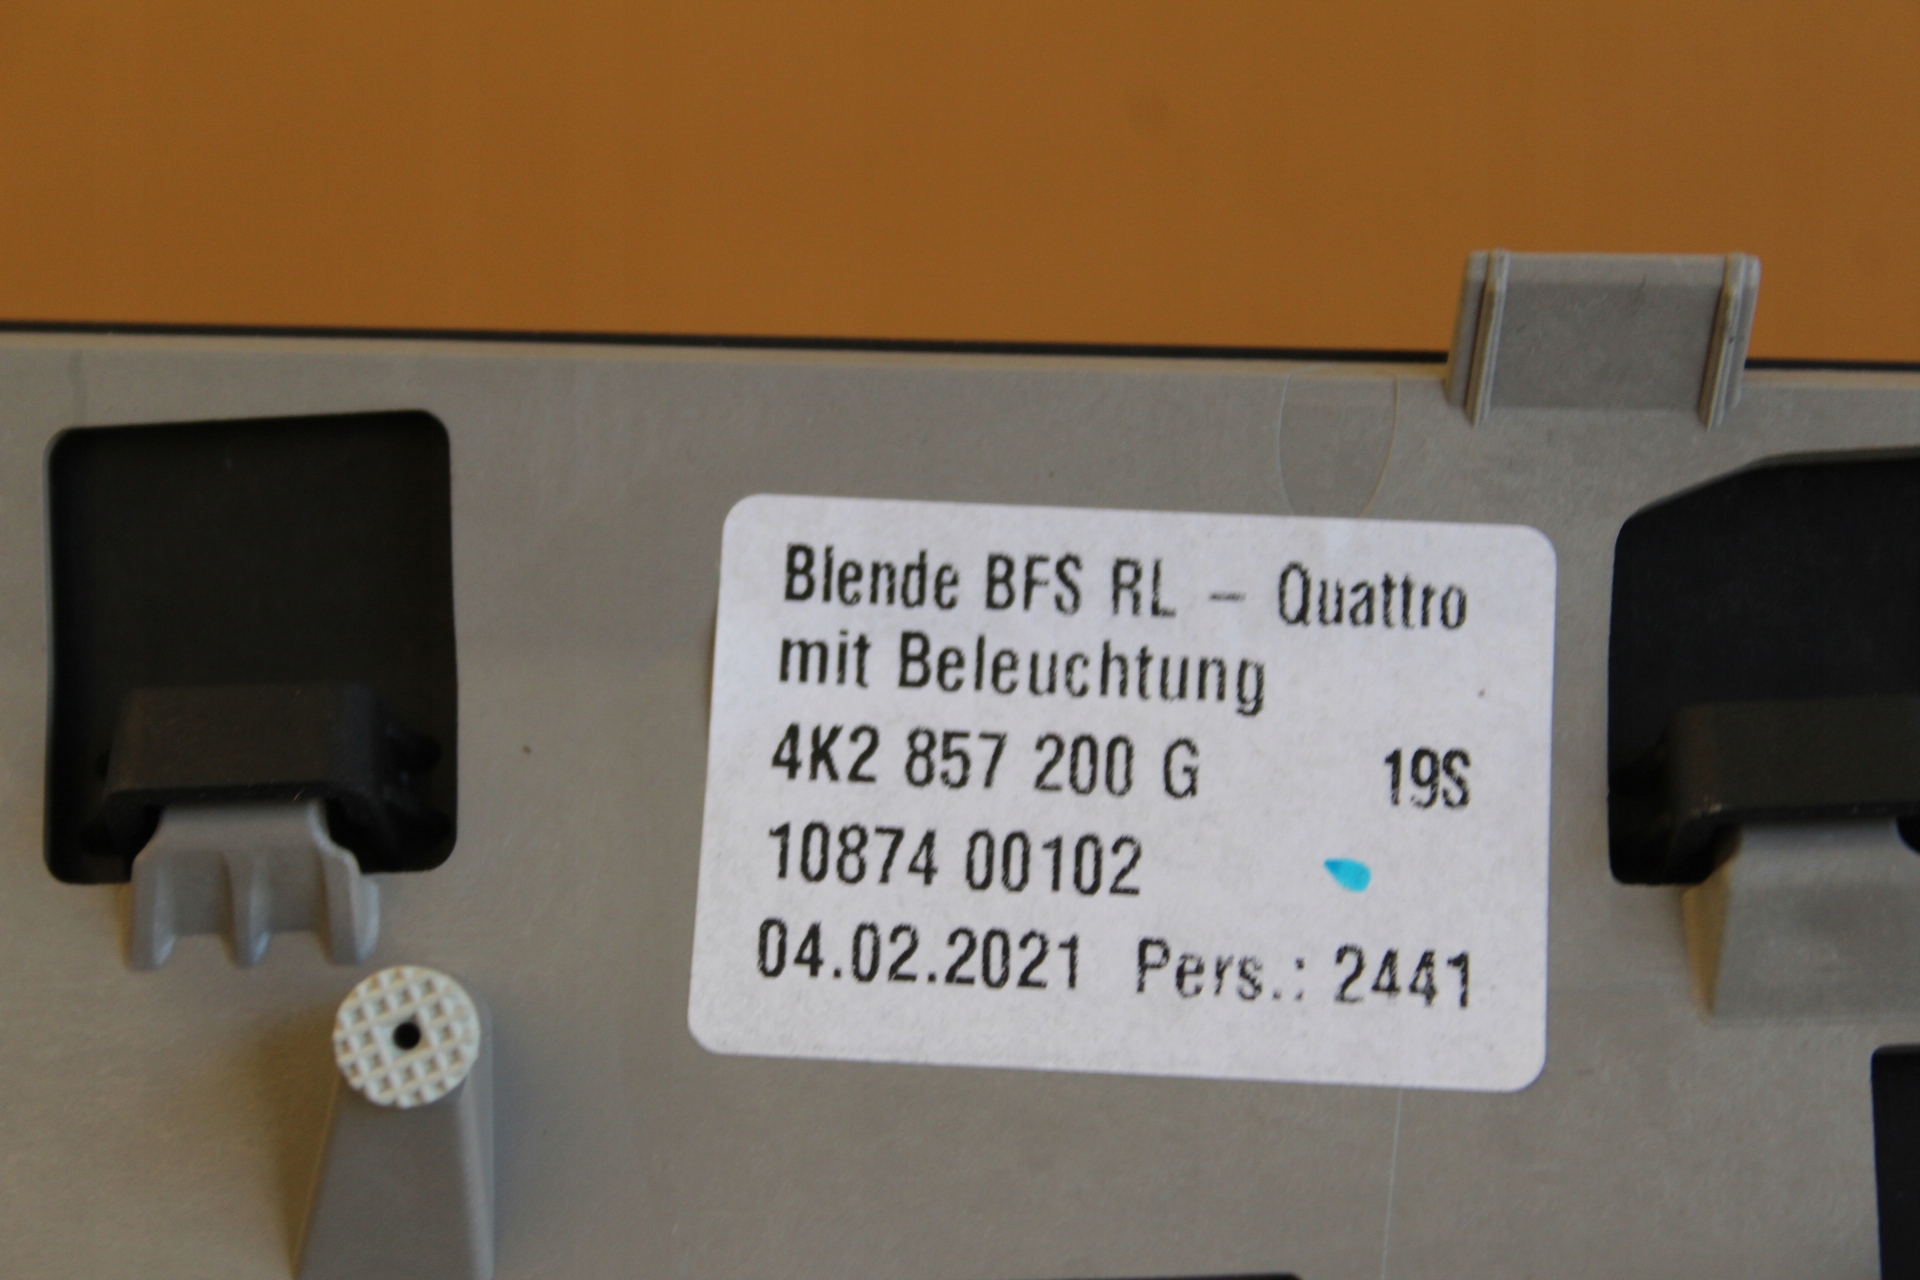 Blende BFS RL - Quattro
mit Beleuchtung
4K2 857 200 G 19S
10874 00102
04.02.2021 Pers.: 2441